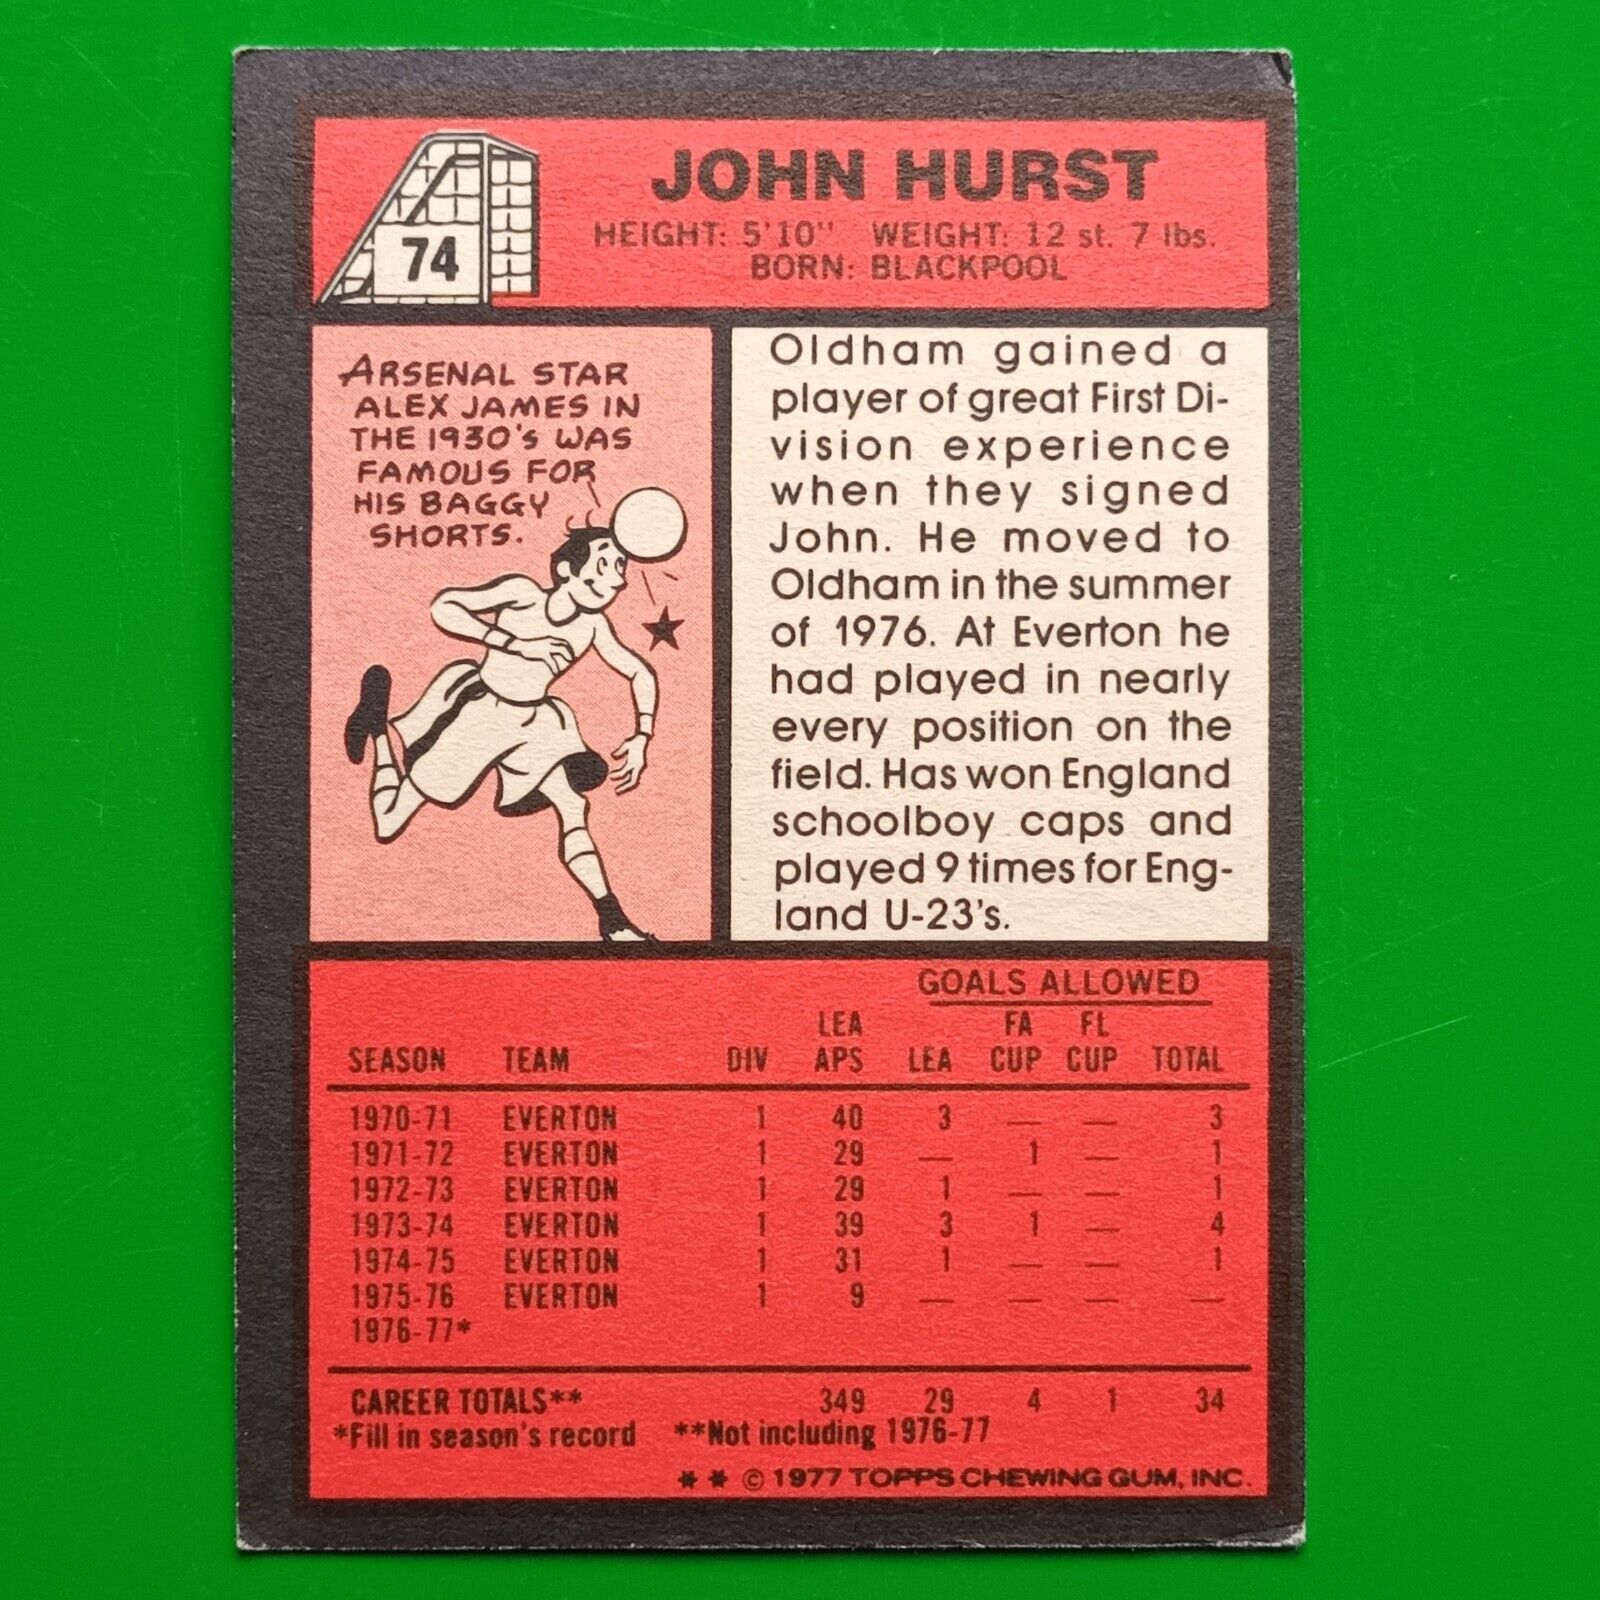 74
JOHN HURST
HEIGHT: 5'10" WEIGHT: 12 st. 7 lbs.
BORN: BLACKPOOL
ARSENAL STAR
ALEX JAMES IN
THE 1930'S WAS
FAMOUS FOR
HIS BAGGY
SHORTS.
Oldham gained a
player of great First Di-
vision experience
when they signed
John. He moved to
Oldham in the summer
of 1976. At Everton he
had played in nearly
every position on the
field. Has won England
schoolboy caps and
played 9 times for Eng-
land U-23's.
GOALS ALLOWED
LEA FA FL
SEASON TEAM DIV APS LEA CUP CUP TOTAL
1970-71 EVERTON 1 40 3 — — 3
1971-72 EVERTON 1 29 — 1 — 1
1972-73 EVERTON 1 29 1 — — 1
1973-74 EVERTON 1 39 3 1 — 4
1974-75 EVERTON 1 31 1 — — 1
1975-76 EVERTON 1 9 — — — —
1976-77*
CAREER TOTALS** 349 29 4 1 34
*Fill in season's record **Not including 1976-77
** © 1977 TOPPS CHEWING GUM, INC.